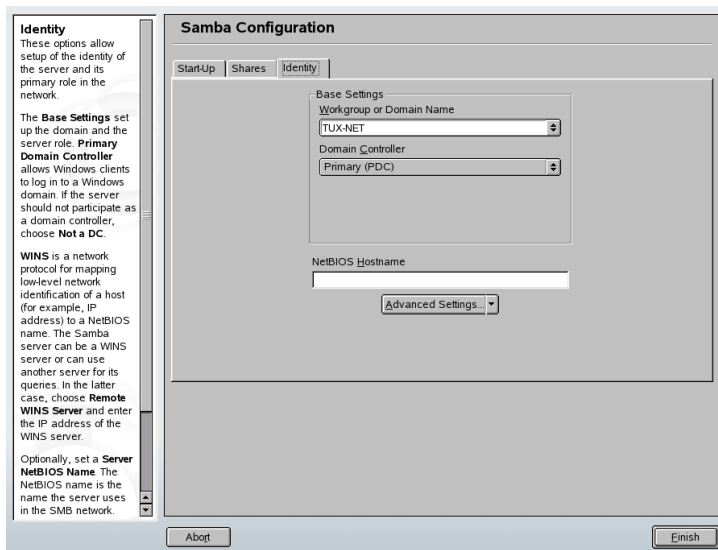 Identity
These options allow
setup of the identity of
the server and its
primary role in the
network.
The Base Settings set
up the domain and the
server role. Primary
Domain Controller
allows Windows clients
to log in to a Windows
domain. If the server
should not participate as
a domain controller,
choose Not a DC.
WINS is a network
protocol for mapping
low-level network
identification of a host
(for example, IP
address) to a NetBIOS
name. The Samba
server can be a WINS
server or can use
another server for its
queries. In the latter
case, choose Remote
WINS Server and enter
the IP address of the
WINS server.
Optionally, set a Server
NetBIOS Name. The
NetBIOS name is the
name the server uses
in the SMB network.
Samba Configuration
Start-Up Shares Identity
Base Settings
Workgroup or Domain Name
TUX-NET
Domain Controller
Primary (PDC)
NetBIOS Hostname
Advanced Settings...
Abort
Finish